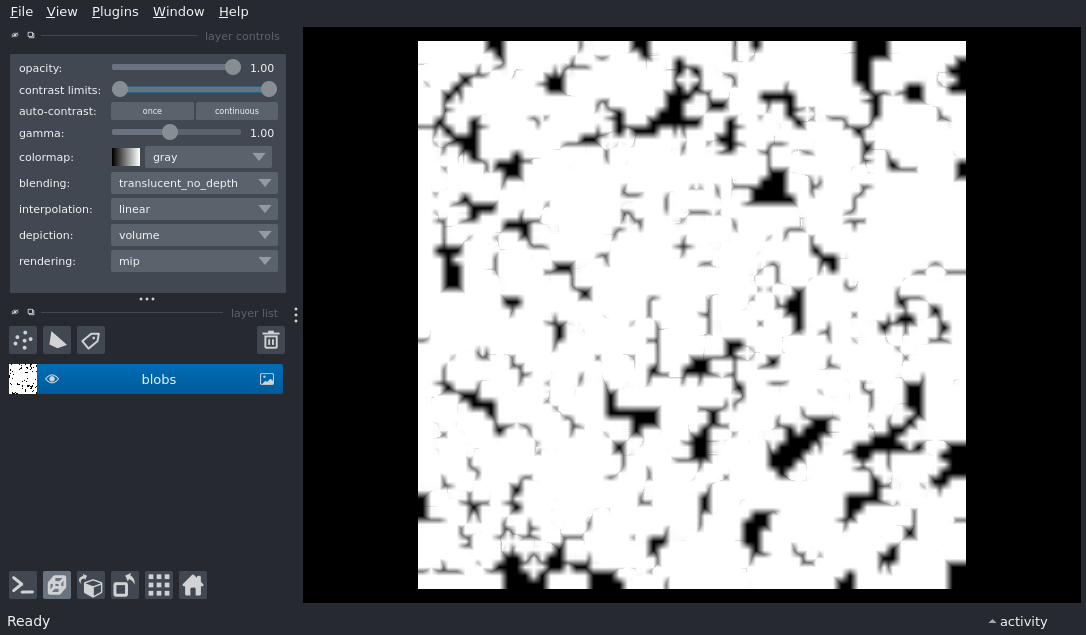 File View Plugins Window Help
layer controls
opacity: 1.00
contrast limits:
auto-contrast: once continuous
gamma: 1.00
colormap: gray
blending: translucent_no_depth
interpolation: linear
depiction: volume
rendering: mip
layer list
blobs
Ready activity